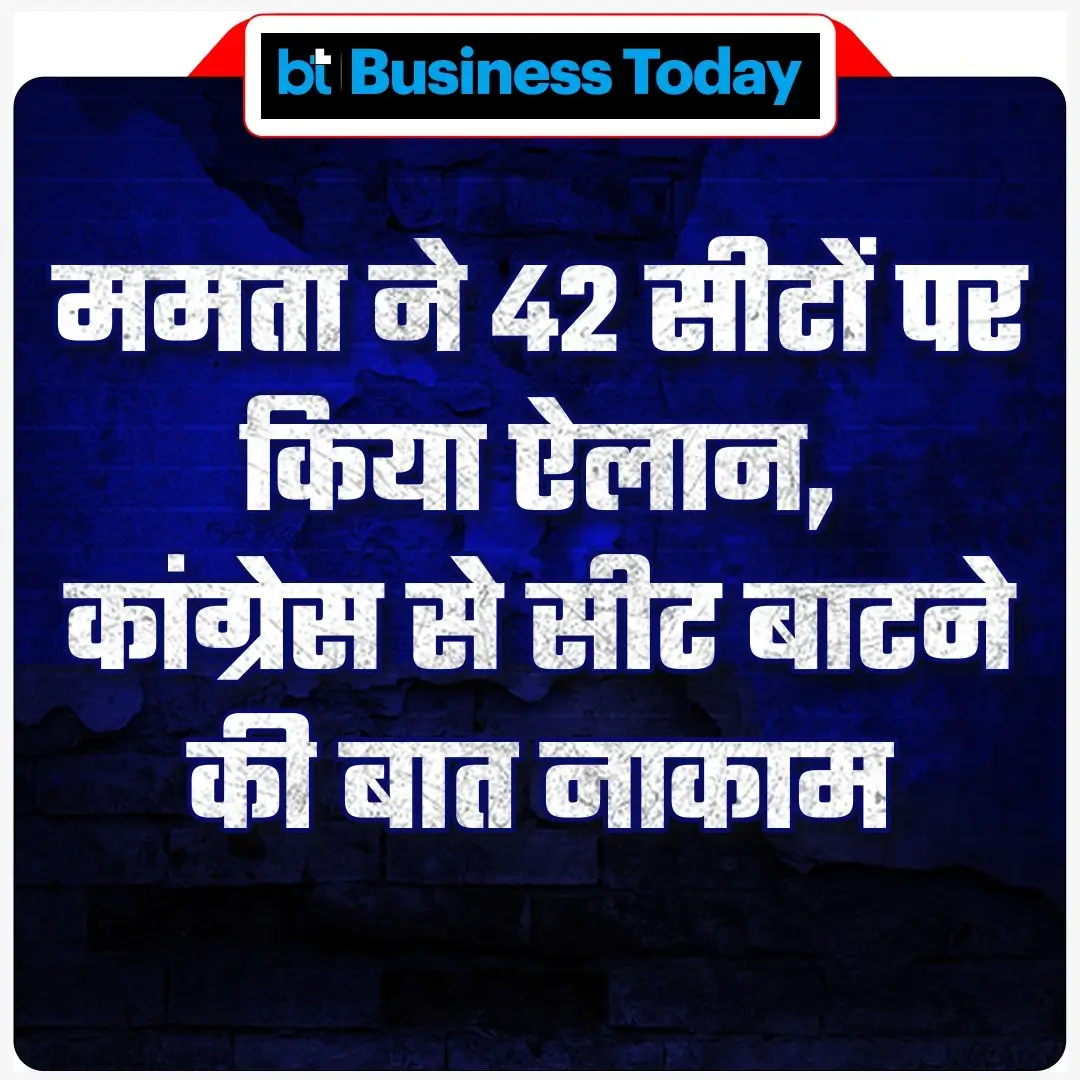 bt Business Today
ममता ने 42 सीटों पर
किया ऐलान,
कांग्रेस से सीट बाटने
की बात नाकाम